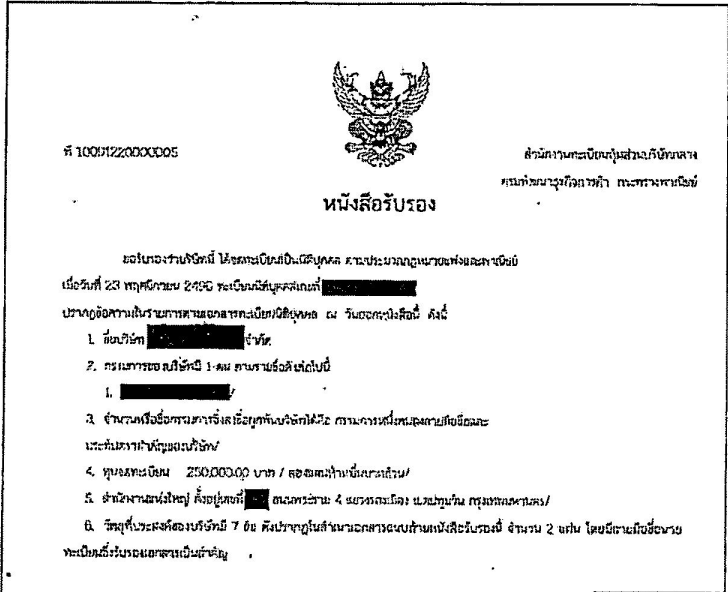 ที่ 10091220000005
สำนักงานทะเบียนหุ้นส่วนบริษัทกลาง
กรมพัฒนาธุรกิจการค้า กระทรวงพาณิชย์
หนังสือรับรอง
ขอรับรองว่าบริษัทนี้ ได้จดทะเบียนเป็นนิติบุคคล ตามประมวลกฎหมายแพ่งและพาณิชย์
เมื่อวันที่ 23 พฤศจิกายน 2490 ทะเบียนนิติบุคคลเลขที่
ปรากฏข้อความในรายการตามเอกสารทะเบียนนิติบุคคล ณ วันออกหนังสือนี้ ดังนี้
1. ชื่อบริษัท จำกัด
2. กรรมการของบริษัทมี 1 คน ตามรายชื่อดังต่อไปนี้
1. /
3. จำนวนหรือชื่อกรรมการซึ่งลงชื่อผูกพันบริษัทได้คือ กรรมการหนึ่งคนลงลายมือชื่อและ
ประทับตราสำคัญของบริษัท/
4. ทุนจดทะเบียน 250,000.00 บาท / สองแสนห้าหมื่นบาทถ้วน/
5. สำนักงานแห่งใหญ่ ตั้งอยู่เลขที่ ถนนพระราม 4 แขวง เขตปทุมวัน กรุงเทพมหานคร/
6. วัตถุที่ประสงค์ของบริษัทมี 7 ข้อ ดังปรากฏในสำเนาเอกสารแนบท้ายหนังสือรับรองนี้ จำนวน 2 แผ่น โดยมีลายมือชื่อนาย
ทะเบียนซึ่งรับรองเอกสารเป็นสำคัญ